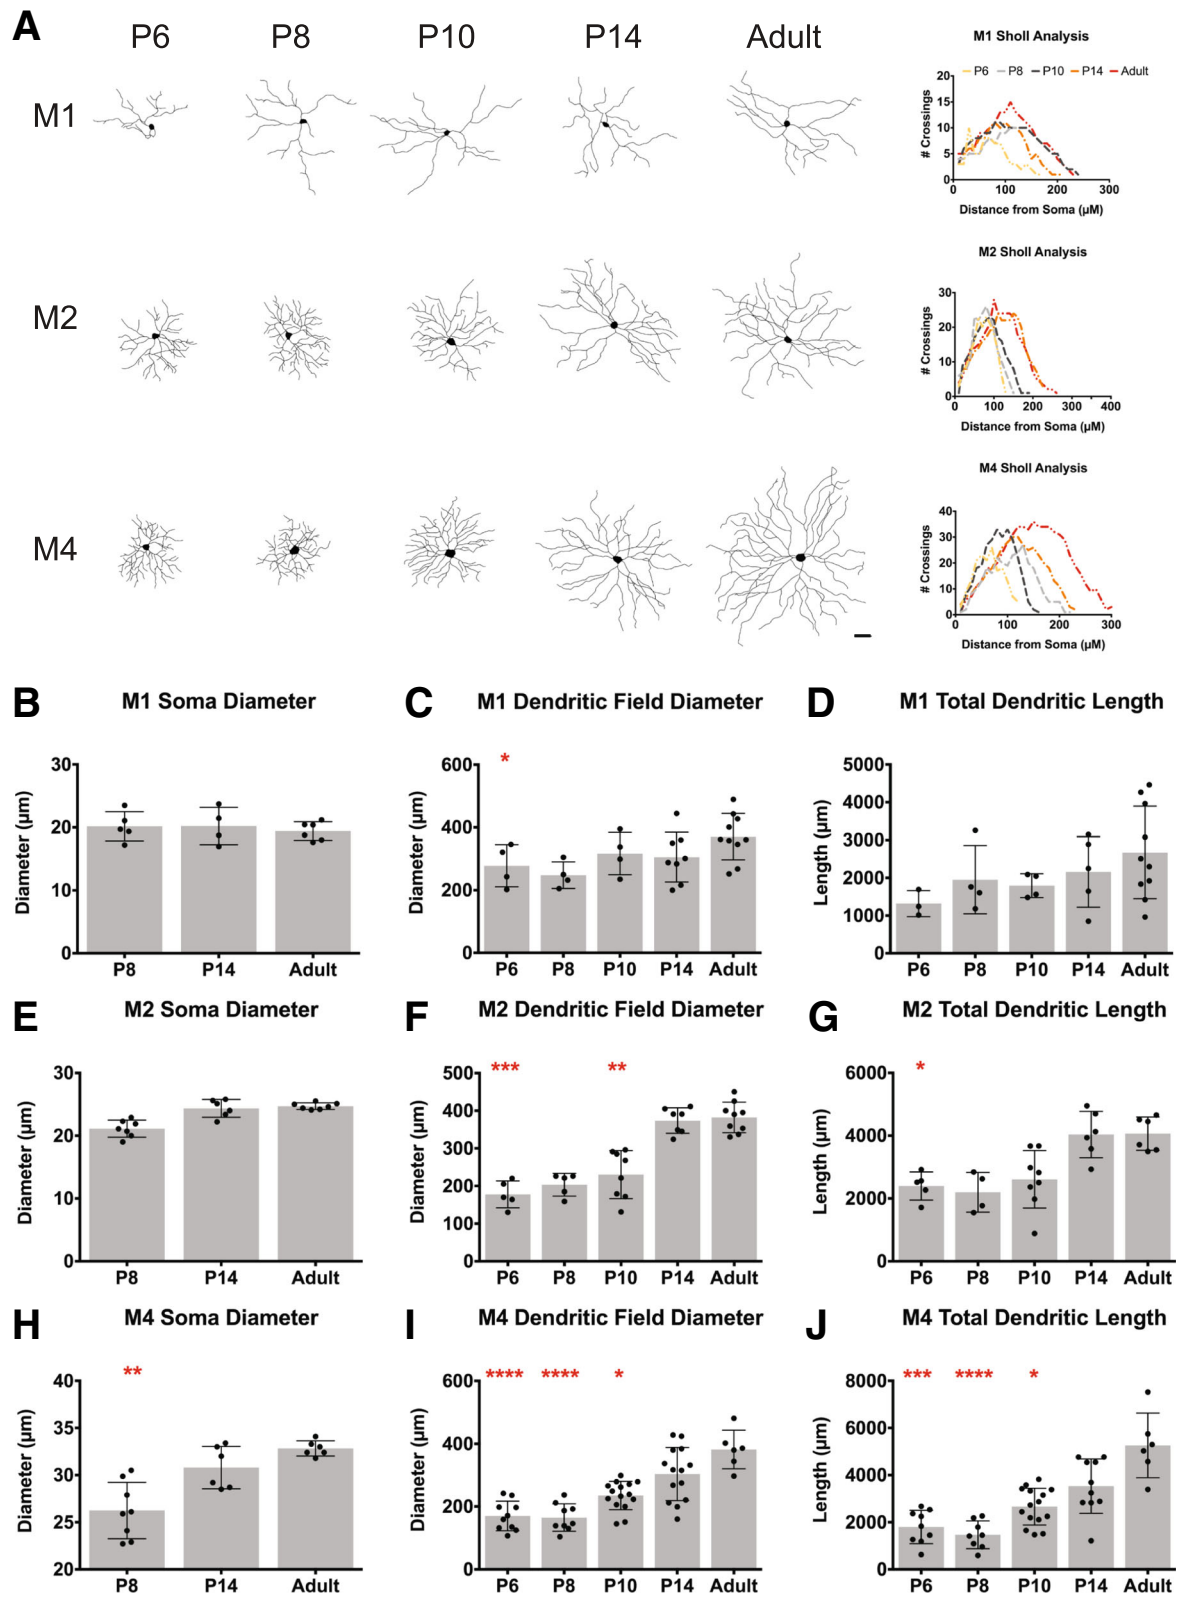 A
P6 P8 P10 P14 Adult
M1
M1 Sholl Analysis
P6 P8 P10 P14 Adult
20
15
10
5
0
# Crossings
0 100 200 300
Distance from Soma (µM)
M2
M2 Sholl Analysis
30
20
10
0
# Crossings
0 100 200 300 400
Distance from Soma (µM)
M4
M4 Sholl Analysis
40
30
20
10
0
# Crossings
0 100 200 300
Distance from Soma (µM)
B
M1 Soma Diameter
30
20
10
0
Diameter (µm)
P8 P14 Adult
C
M1 Dendritic Field Diameter
*
600
400
200
0
Diameter (µm)
P6 P8 P10 P14 Adult
D
M1 Total Dendritic Length
5000
4000
3000
2000
1000
0
Length (µm)
P6 P8 P10 P14 Adult
E
M2 Soma Diameter
30
20
10
0
Diameter (µm)
P8 P14 Adult
F
M2 Dendritic Field Diameter
*** **
500
400
300
200
100
0
Diameter (µm)
P6 P8 P10 P14 Adult
G
M2 Total Dendritic Length
*
6000
4000
2000
0
Length (µm)
P6 P8 P10 P14 Adult
H
M4 Soma Diameter
**
40
35
30
25
20
Diameter (µm)
P8 P14 Adult
I
M4 Dendritic Field Diameter
**** **** *
600
400
200
0
Diameter (µm)
P6 P8 P10 P14 Adult
J
M4 Total Dendritic Length
*** **** *
8000
6000
4000
2000
0
Length (µm)
P6 P8 P10 P14 Adult